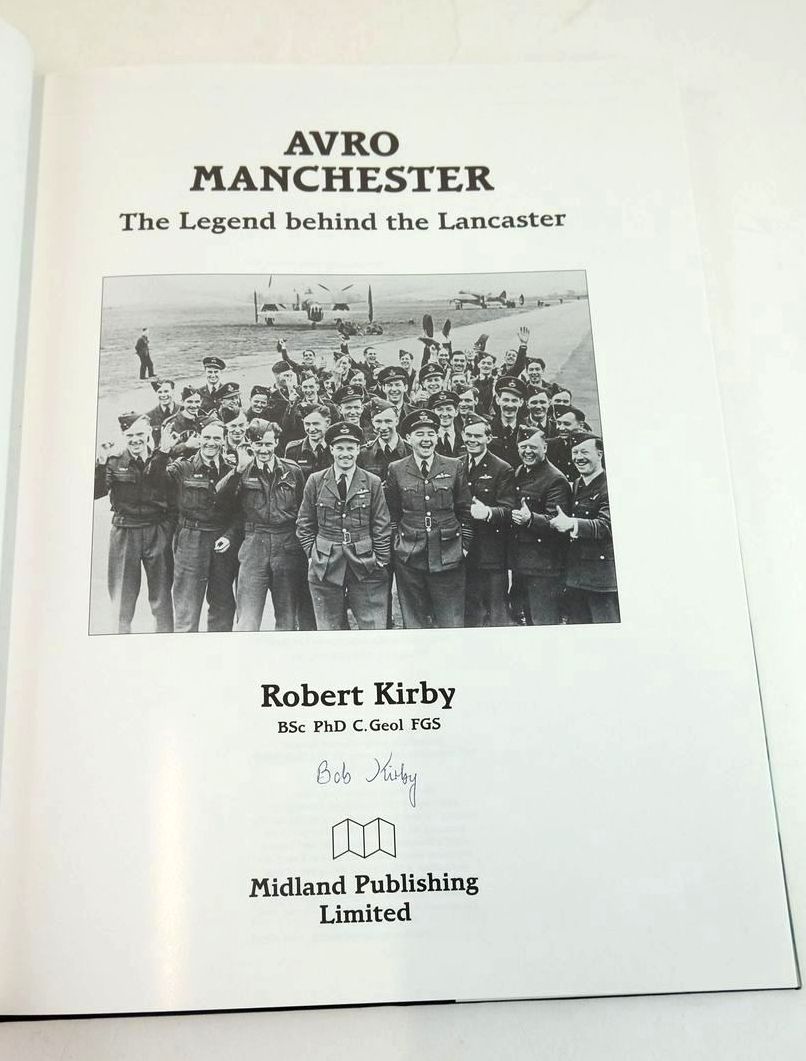 AVRO
MANCHESTER
The Legend behind the Lancaster
Robert Kirby
BSc PhD C.Geol FGS
Bob Kirby
Midland Publishing
Limited